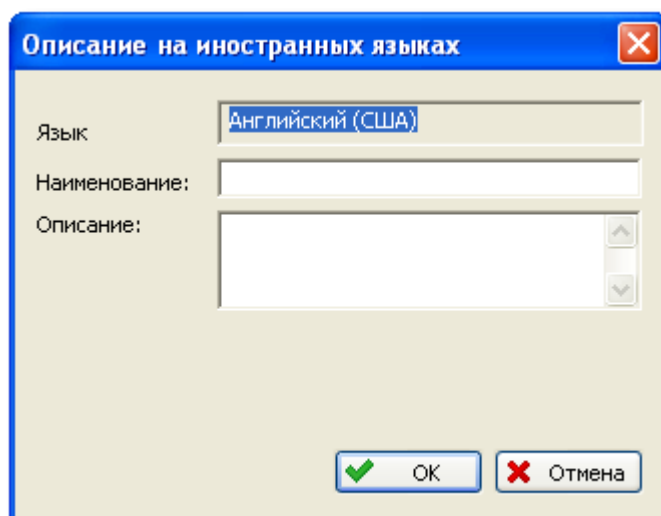 Описание на иностранных языках
Язык
Английский (США)
Наименование:
Описание:
OK
Отмена